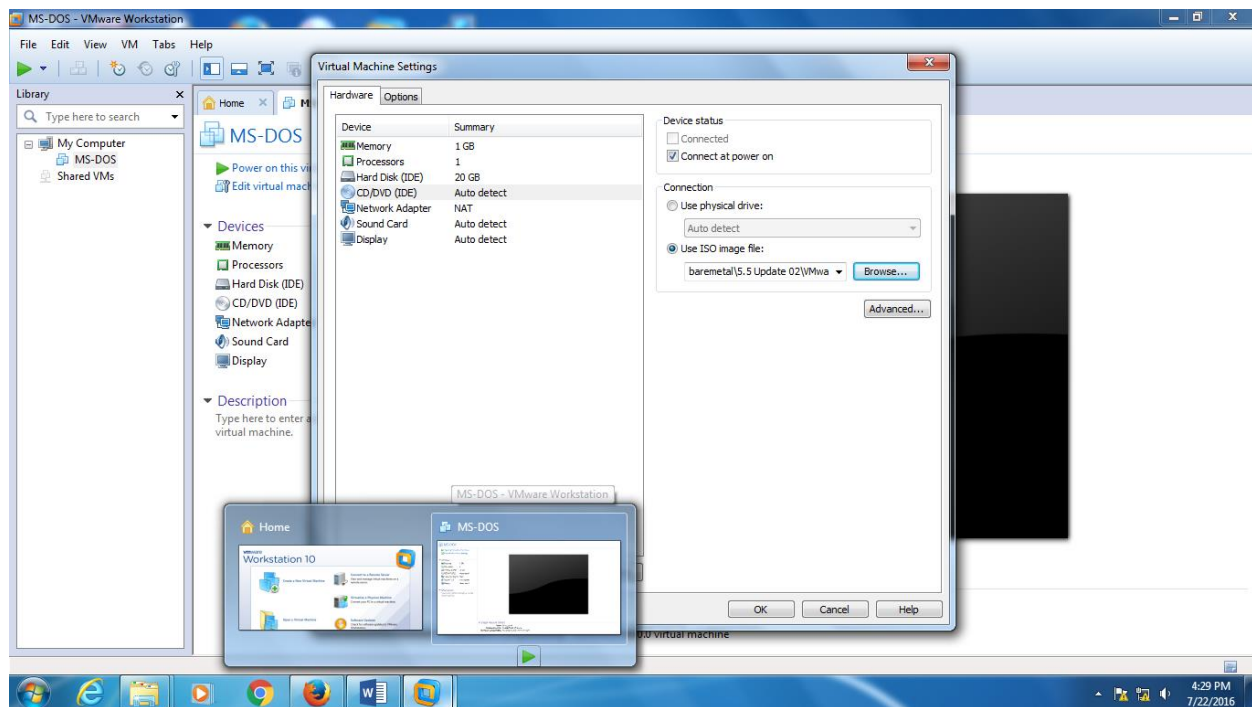 MS-DOS - VMware Workstation
File Edit View VM Tabs Help
Library
Type here to search
My Computer
MS-DOS
Shared VMs
Home
MS-DOS
Power on this
Edit virtual
Devices
Memory
Processors
Hard Disk (IDE)
CD/DVD (IDE)
Network
Sound Card
Display
Description
Type here to enter
virtual machine.
Virtual Machine Settings
Hardware Options
Device Summary
Memory 1 GB
Processors 1
Hard Disk (IDE) 20 GB
CD/DVD (IDE) Auto detect
Network Adapter NAT
Sound Card Auto detect
Display Auto detect
Device status
Connected
Connect at power on
Connection
Use physical drive:
Auto detect
Use ISO image file:
baremetal\5.5 Update 02\VMwa
Browse...
Advanced...
OK Cancel Help
virtual machine
MS-DOS - VMware Workstation
Home
MS-DOS
Workstation 10
4:29 PM
7/22/2016